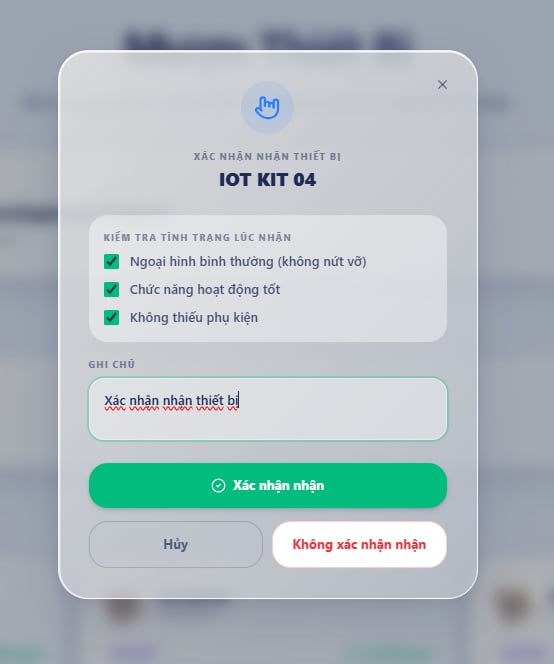 XÁC NHẬN NHẬN THIẾT BỊ
IOT KIT 04
KIỂM TRA TÌNH TRẠNG LÚC NHẬN
Ngoại hình bình thường (không nứt vỡ)
Chức năng hoạt động tốt
Không thiếu phụ kiện
GHI CHÚ
Xác nhận nhận thiết bị
Xác nhận nhận
Hủy
Không xác nhận nhận